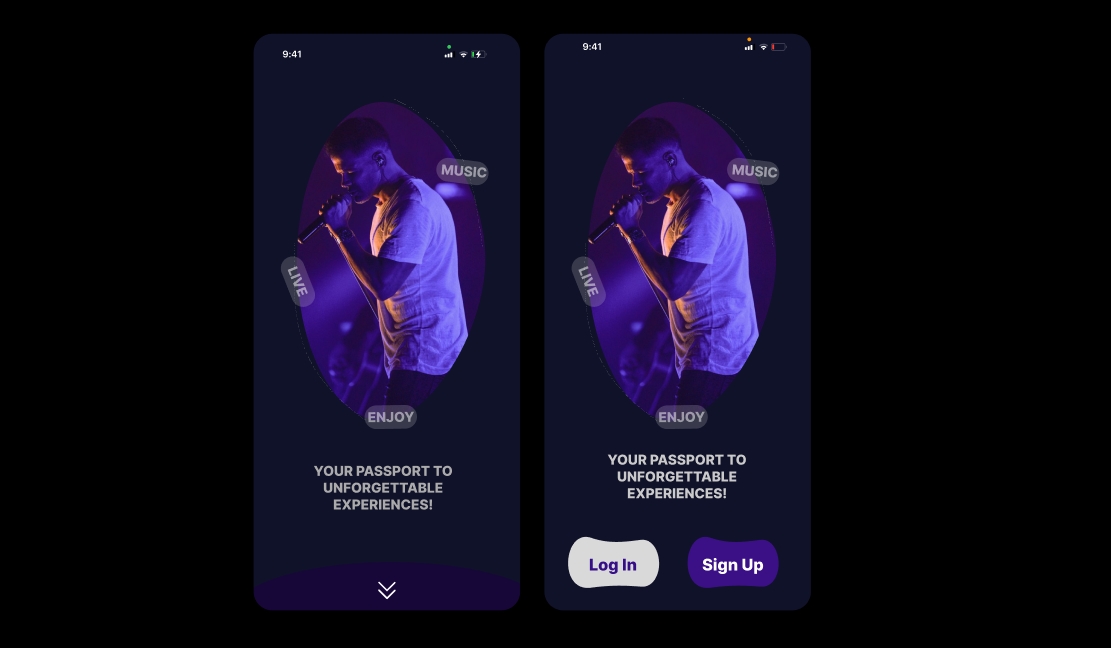 9:41
MUSIC
LIVE
ENJOY
YOUR PASSPORT TO
UNFORGETTABLE
EXPERIENCES!
9:41
MUSIC
LIVE
ENJOY
YOUR PASSPORT TO
UNFORGETTABLE
EXPERIENCES!
Log In
Sign Up